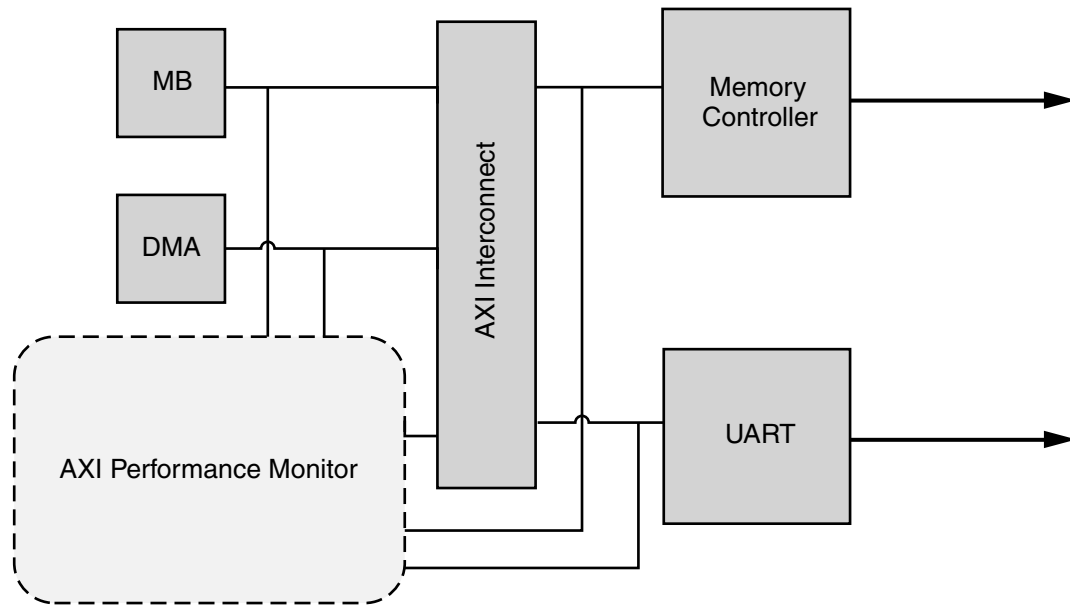 MB
Memory
Controller
DMA
AXI Interconnect
AXI Performance Monitor
UART